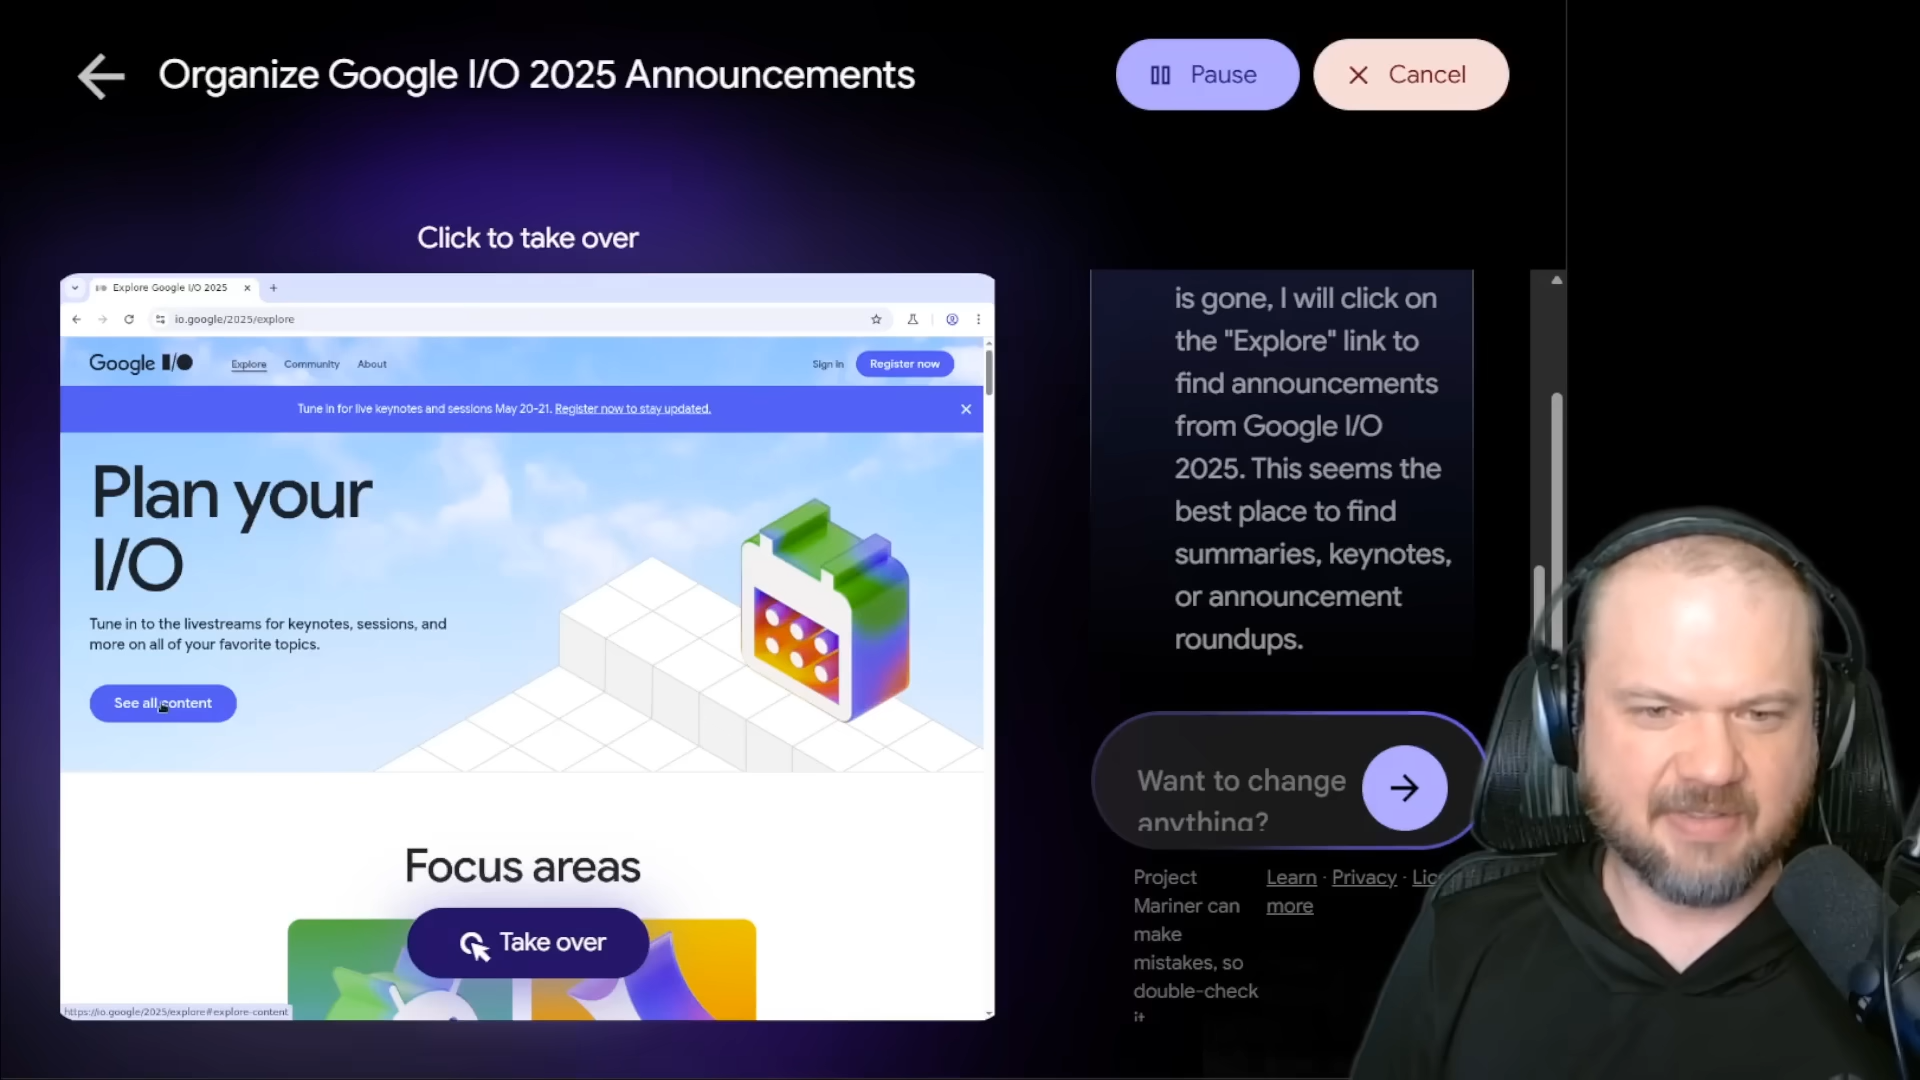 Organize Google I/O 2025 Announcements
Pause
Cancel
Click to take over
Explore Google I/O 2025
io.google/2025/explore
Google I/O
Explore
Community
About
Sign in
Register now
Tune in for live keynotes and sessions May 20-21. Register now to stay updated.
Plan your
I/O
Tune in to the livestreams for keynotes, sessions, and
more on all of your favorite topics.
See all content
Focus areas
Take over
https://io.google/2025/explore#explore-content
is gone, I will click on
the "Explore" link to
find announcements
from Google I/O
2025. This seems the
best place to find
summaries, keynotes,
or announcement
roundups.
Want to change
anything?
Project
Mariner can
make
mistakes, so
double-check
it
Learn · Privacy ·
more